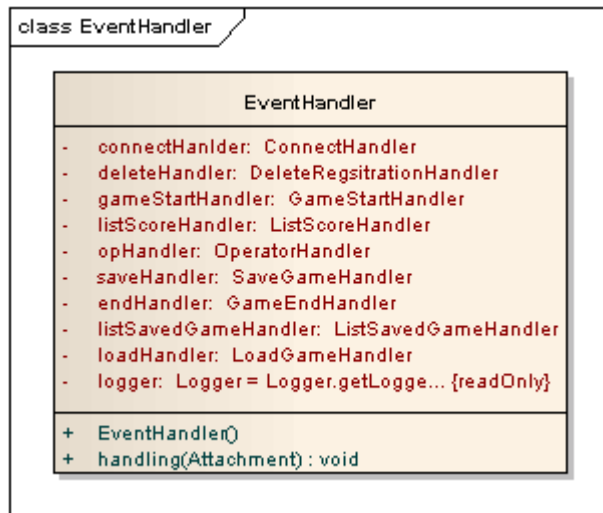 class EventHandler
EventHandler
- connectHanlder: ConnectHandler
- deleteHandler: DeleteRegsitrationHandler
- gameStartHandler: GameStartHandler
- listScoreHandler: ListScoreHandler
- opHandler: OperatorHandler
- saveHandler: SaveGameHandler
- endHandler: GameEndHandler
- listSavedGameHandler: ListSavedGameHandler
- loadHandler: LoadGameHandler
- logger: Logger = Logger.getLogge... {readOnly}
+ EventHandler()
+ handling(Attachment) : void